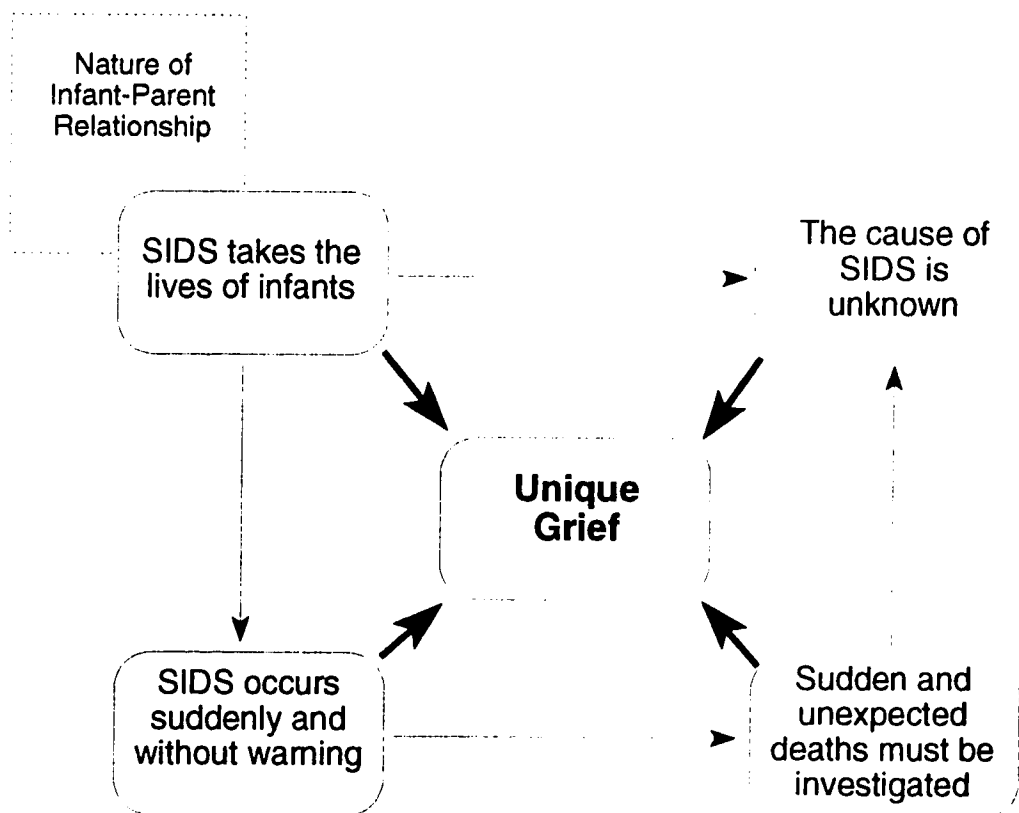 Nature of
Infant-Parent
Relationship
SIDS takes the
lives of infants
The cause of
SIDS is
unknown
Unique
Grief
SIDS occurs
suddenly and
without warning
Sudden and
unexpected
deaths must be
investigated